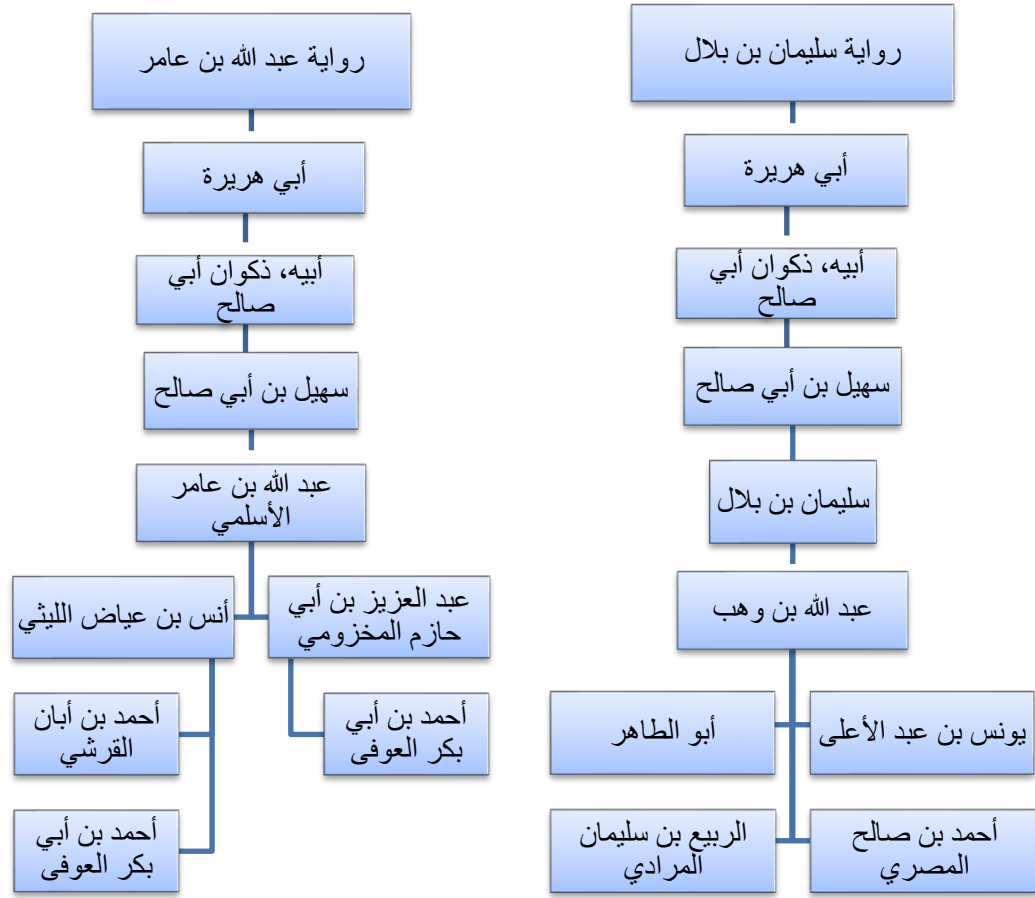 رواية سليمان بن بلال
أبي هريرة
أبيه، ذكوان أبي
صالح
سهيل بن أبي صالح
سليمان بن بلال
عبد الله بن وهب
يونس بن عبد الأعلى
أبو الطاهر
أحمد بن صالح
المصري
الربيع بن سليمان
المرادي
رواية عبد الله بن عامر
أبي هريرة
أبيه، ذكوان أبي
صالح
سهيل بن أبي صالح
عبد الله بن عامر
الأسلمي
عبد العزيز بن أبي
حازم المخزومي
أنس بن عياض الليثي
أحمد بن أبي
بكر العوفى
أحمد بن أبان
القرشي
أحمد بن أبي
بكر العوفى